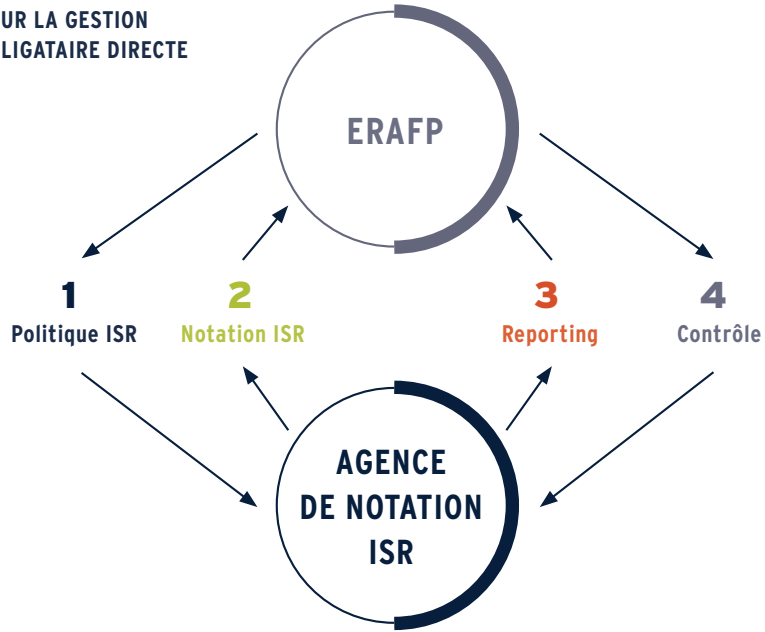 UR LA GESTION
LIGATAIRE DIRECTE
ERAFP
1
Politique ISR
2
Notation ISR
3
Reporting
4
Contrôle
AGENCE
DE NOTATION
ISR